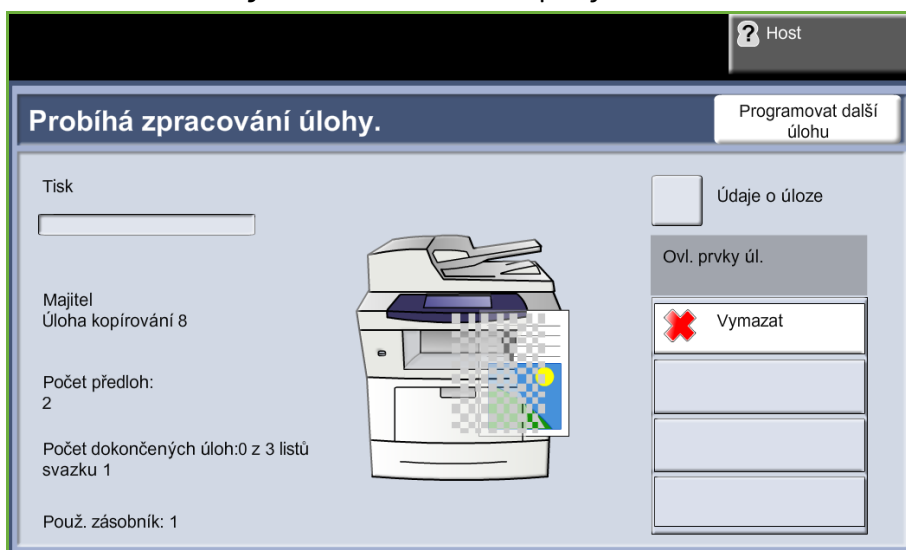 Host
Probíhá zpracování úlohy.
Programovat další
úlohu
Tisk
Údaje o úloze
Ovl. prvky úl.
Majitel
Úloha kopírování 8
Vymazat
Počet předloh:
2
Počet dokončených úloh:0 z 3 listů
svazku 1
Použ. zásobník: 1